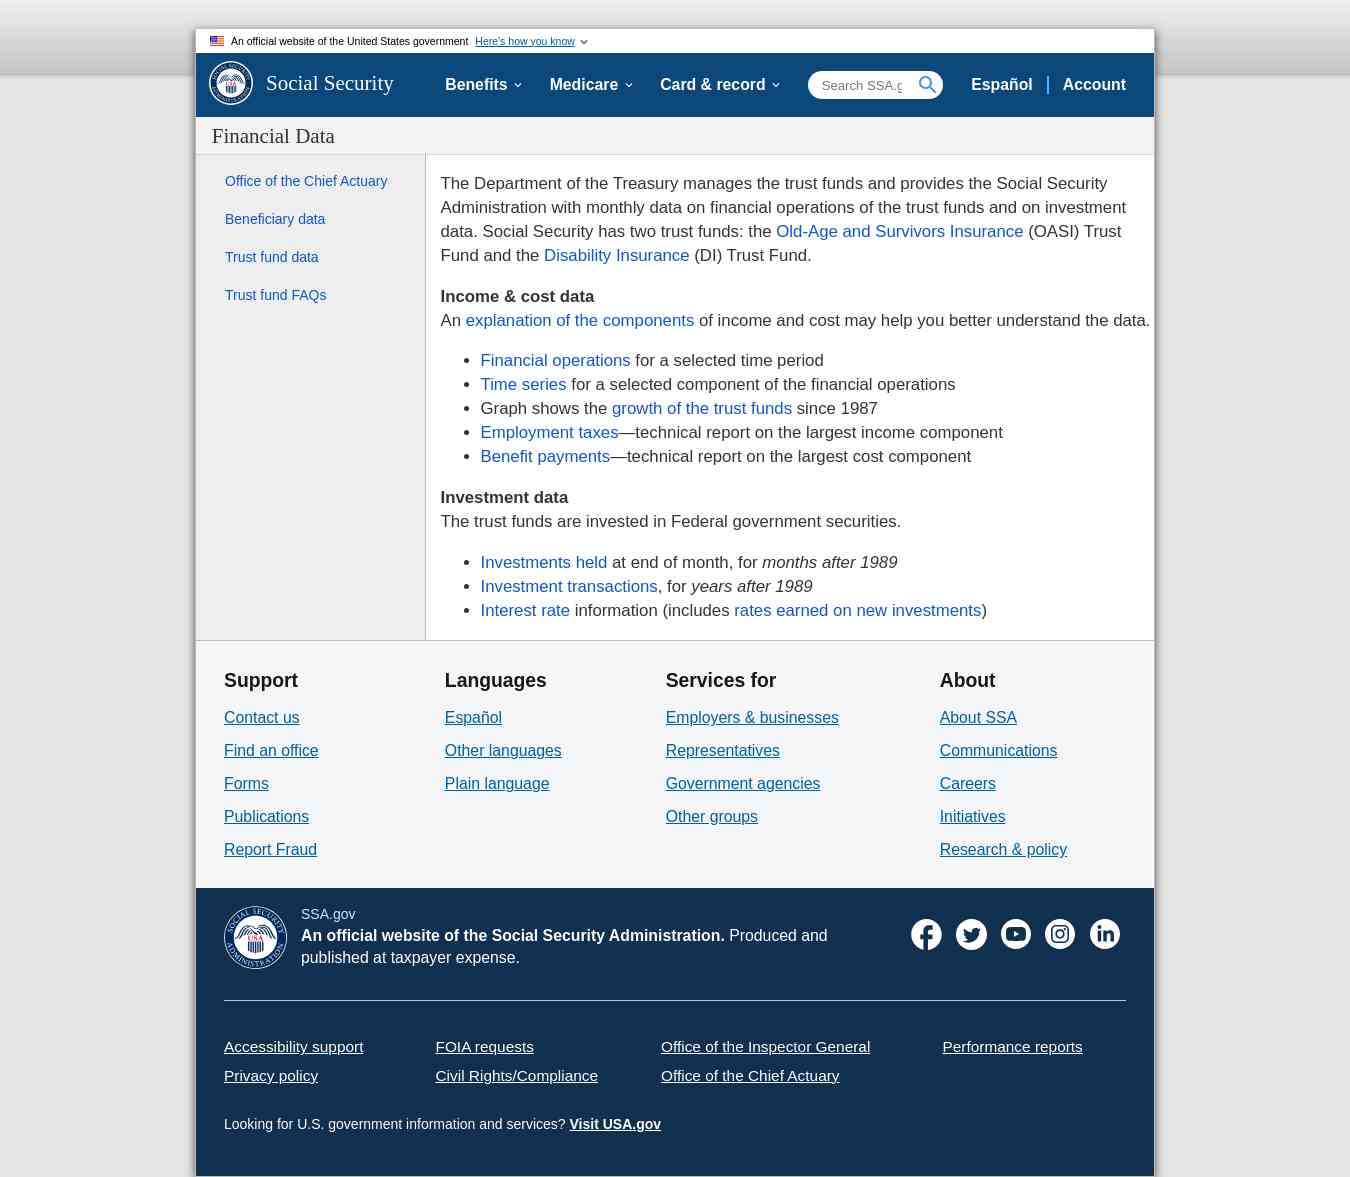 An official website of the United States government Here's how you know
Social Security
Benefits
Medicare
Card & record
Search SSA.g
Español
Account
Financial Data
Office of the Chief Actuary
Beneficiary data
Trust fund data
Trust fund FAQs
The Department of the Treasury manages the trust funds and provides the Social Security
Administration with monthly data on financial operations of the trust funds and on investment
data. Social Security has two trust funds: the Old-Age and Survivors Insurance (OASI) Trust
Fund and the Disability Insurance (DI) Trust Fund.
Income & cost data
An explanation of the components of income and cost may help you better understand the data.
• Financial operations for a selected time period
• Time series for a selected component of the financial operations
• Graph shows the growth of the trust funds since 1987
• Employment taxes—technical report on the largest income component
• Benefit payments—technical report on the largest cost component
Investment data
The trust funds are invested in Federal government securities.
• Investments held at end of month, for months after 1989
• Investment transactions, for years after 1989
• Interest rate information (includes rates earned on new investments)
Support
Contact us
Find an office
Forms
Publications
Report Fraud
Languages
Español
Other languages
Plain language
Services for
Employers & businesses
Representatives
Government agencies
Other groups
About
About SSA
Communications
Careers
Initiatives
Research & policy
SOCIAL SECURITY
USA
ADMINISTRATION
SSA.gov
An official website of the Social Security Administration. Produced and
published at taxpayer expense.
Accessibility support
FOIA requests
Office of the Inspector General
Performance reports
Privacy policy
Civil Rights/Compliance
Office of the Chief Actuary
Looking for U.S. government information and services? Visit USA.gov